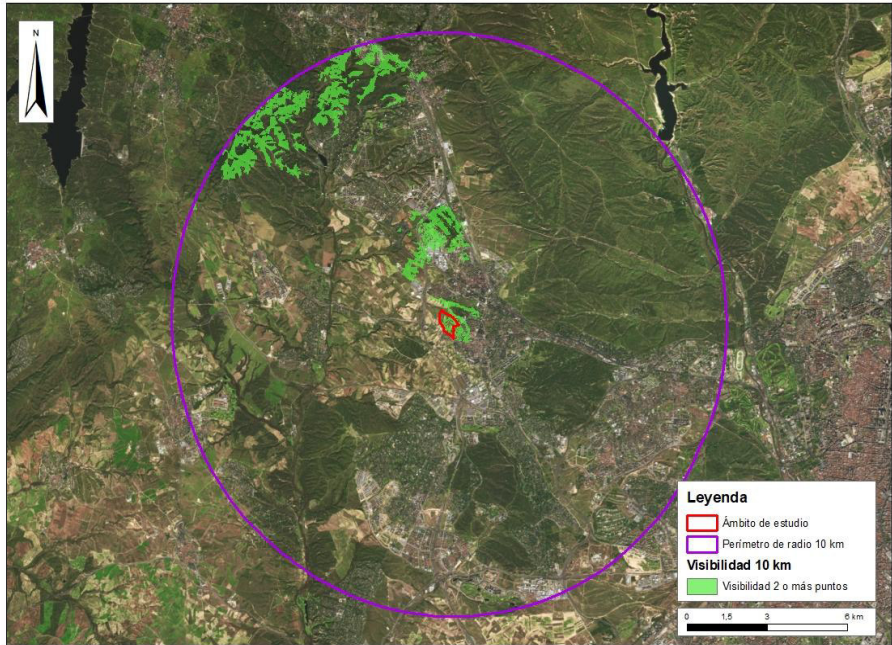 N
Leyenda
Ámbito de estudio
Perímetro de radio 10 km
Visibilidad 10 km
Visibilidad 2 o más puntos
0 1,5 3 6 km